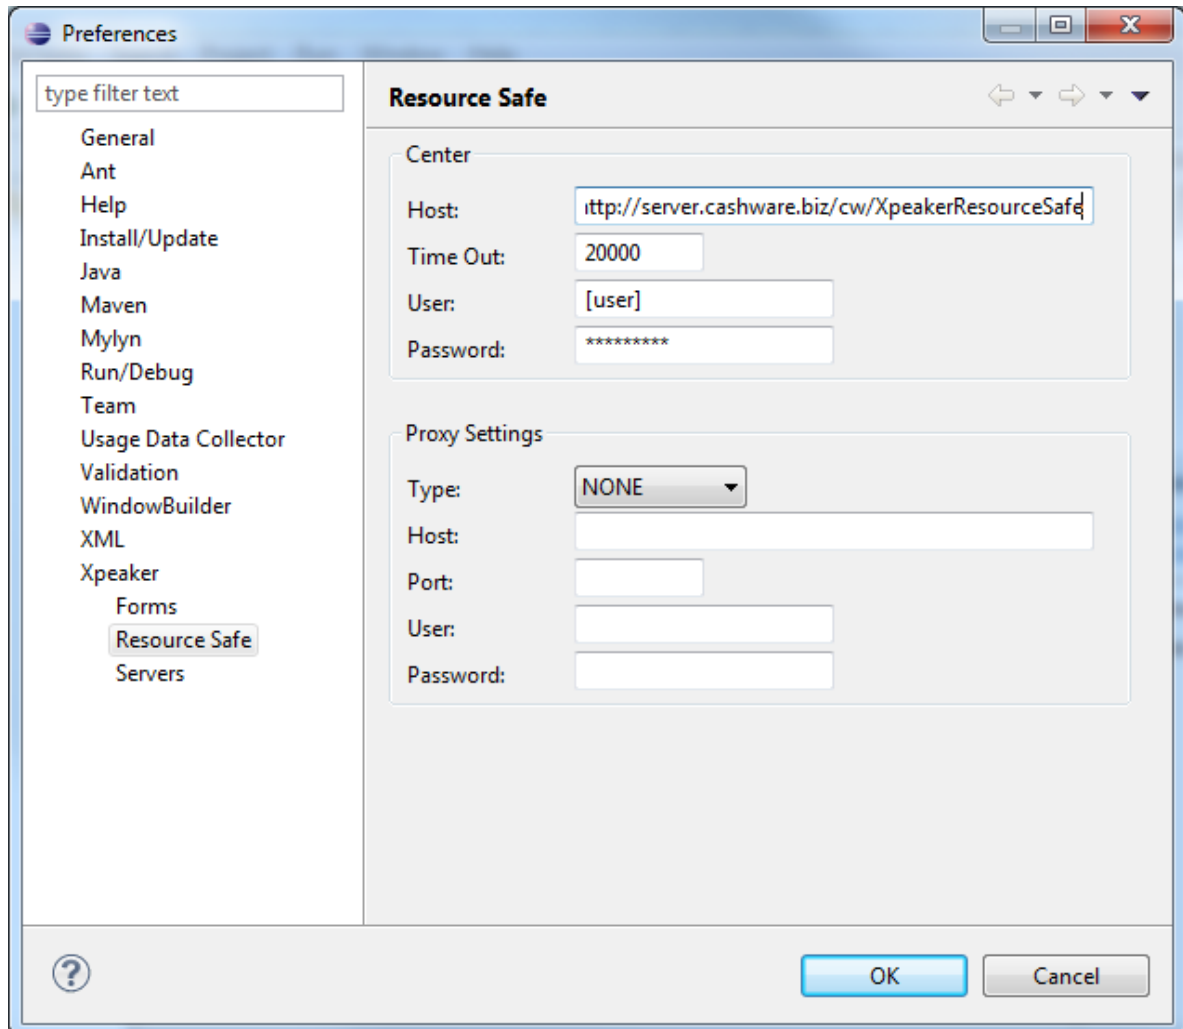 Preferences
type filter text
General
Ant
Help
Install/Update
Java
Maven
Mylyn
Run/Debug
Team
Usage Data Collector
Validation
WindowBuilder
XML
Xpeaker
Forms
Resource Safe
Servers
Resource Safe
Center
Host: ttp://server.cashware.biz/cw/XpeakerResourceSafe
Time Out: 20000
User: [user]
Password: *********
Proxy Settings
Type: NONE
Host:
Port:
User:
Password:
OK Cancel